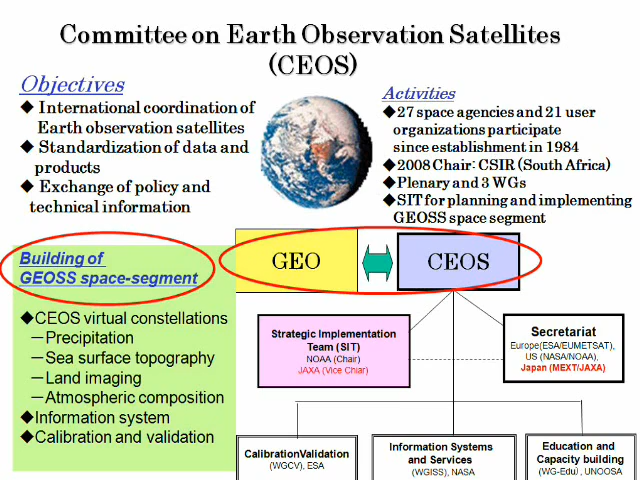 Committee on Earth Observation Satellites
(CEOS)
Objectives
◆ International coordination of
Earth observation satellites
◆ Standardization of data and
products
◆ Exchange of policy and
technical information
Activities
◆27 space agencies and 21 user
organizations participate
since establishment in 1984
◆2008 Chair: CSIR (South Africa)
◆Plenary and 3 WGs
◆SIT for planning and implementing
GEOSS space segment
Building of
GEOSS space-segment
◆CEOS virtual constellations
－Precipitation
－Sea surface topography
－Land imaging
－Atmospheric composition
◆Information system
◆Calibration and validation
GEO
CEOS
Strategic Implementation
Team (SIT)
NOAA (Chair)
JAXA (Vice Chiar)
Secretariat
Europe(ESA/EUMETSAT),
US (NASA/NOAA),
Japan (MEXT/JAXA)
CalibrationValidation
(WGCV), ESA
Information Systems
and Services
(WGISS), NASA
Education and
Capacity building
(WG-Edu), UNOOSA